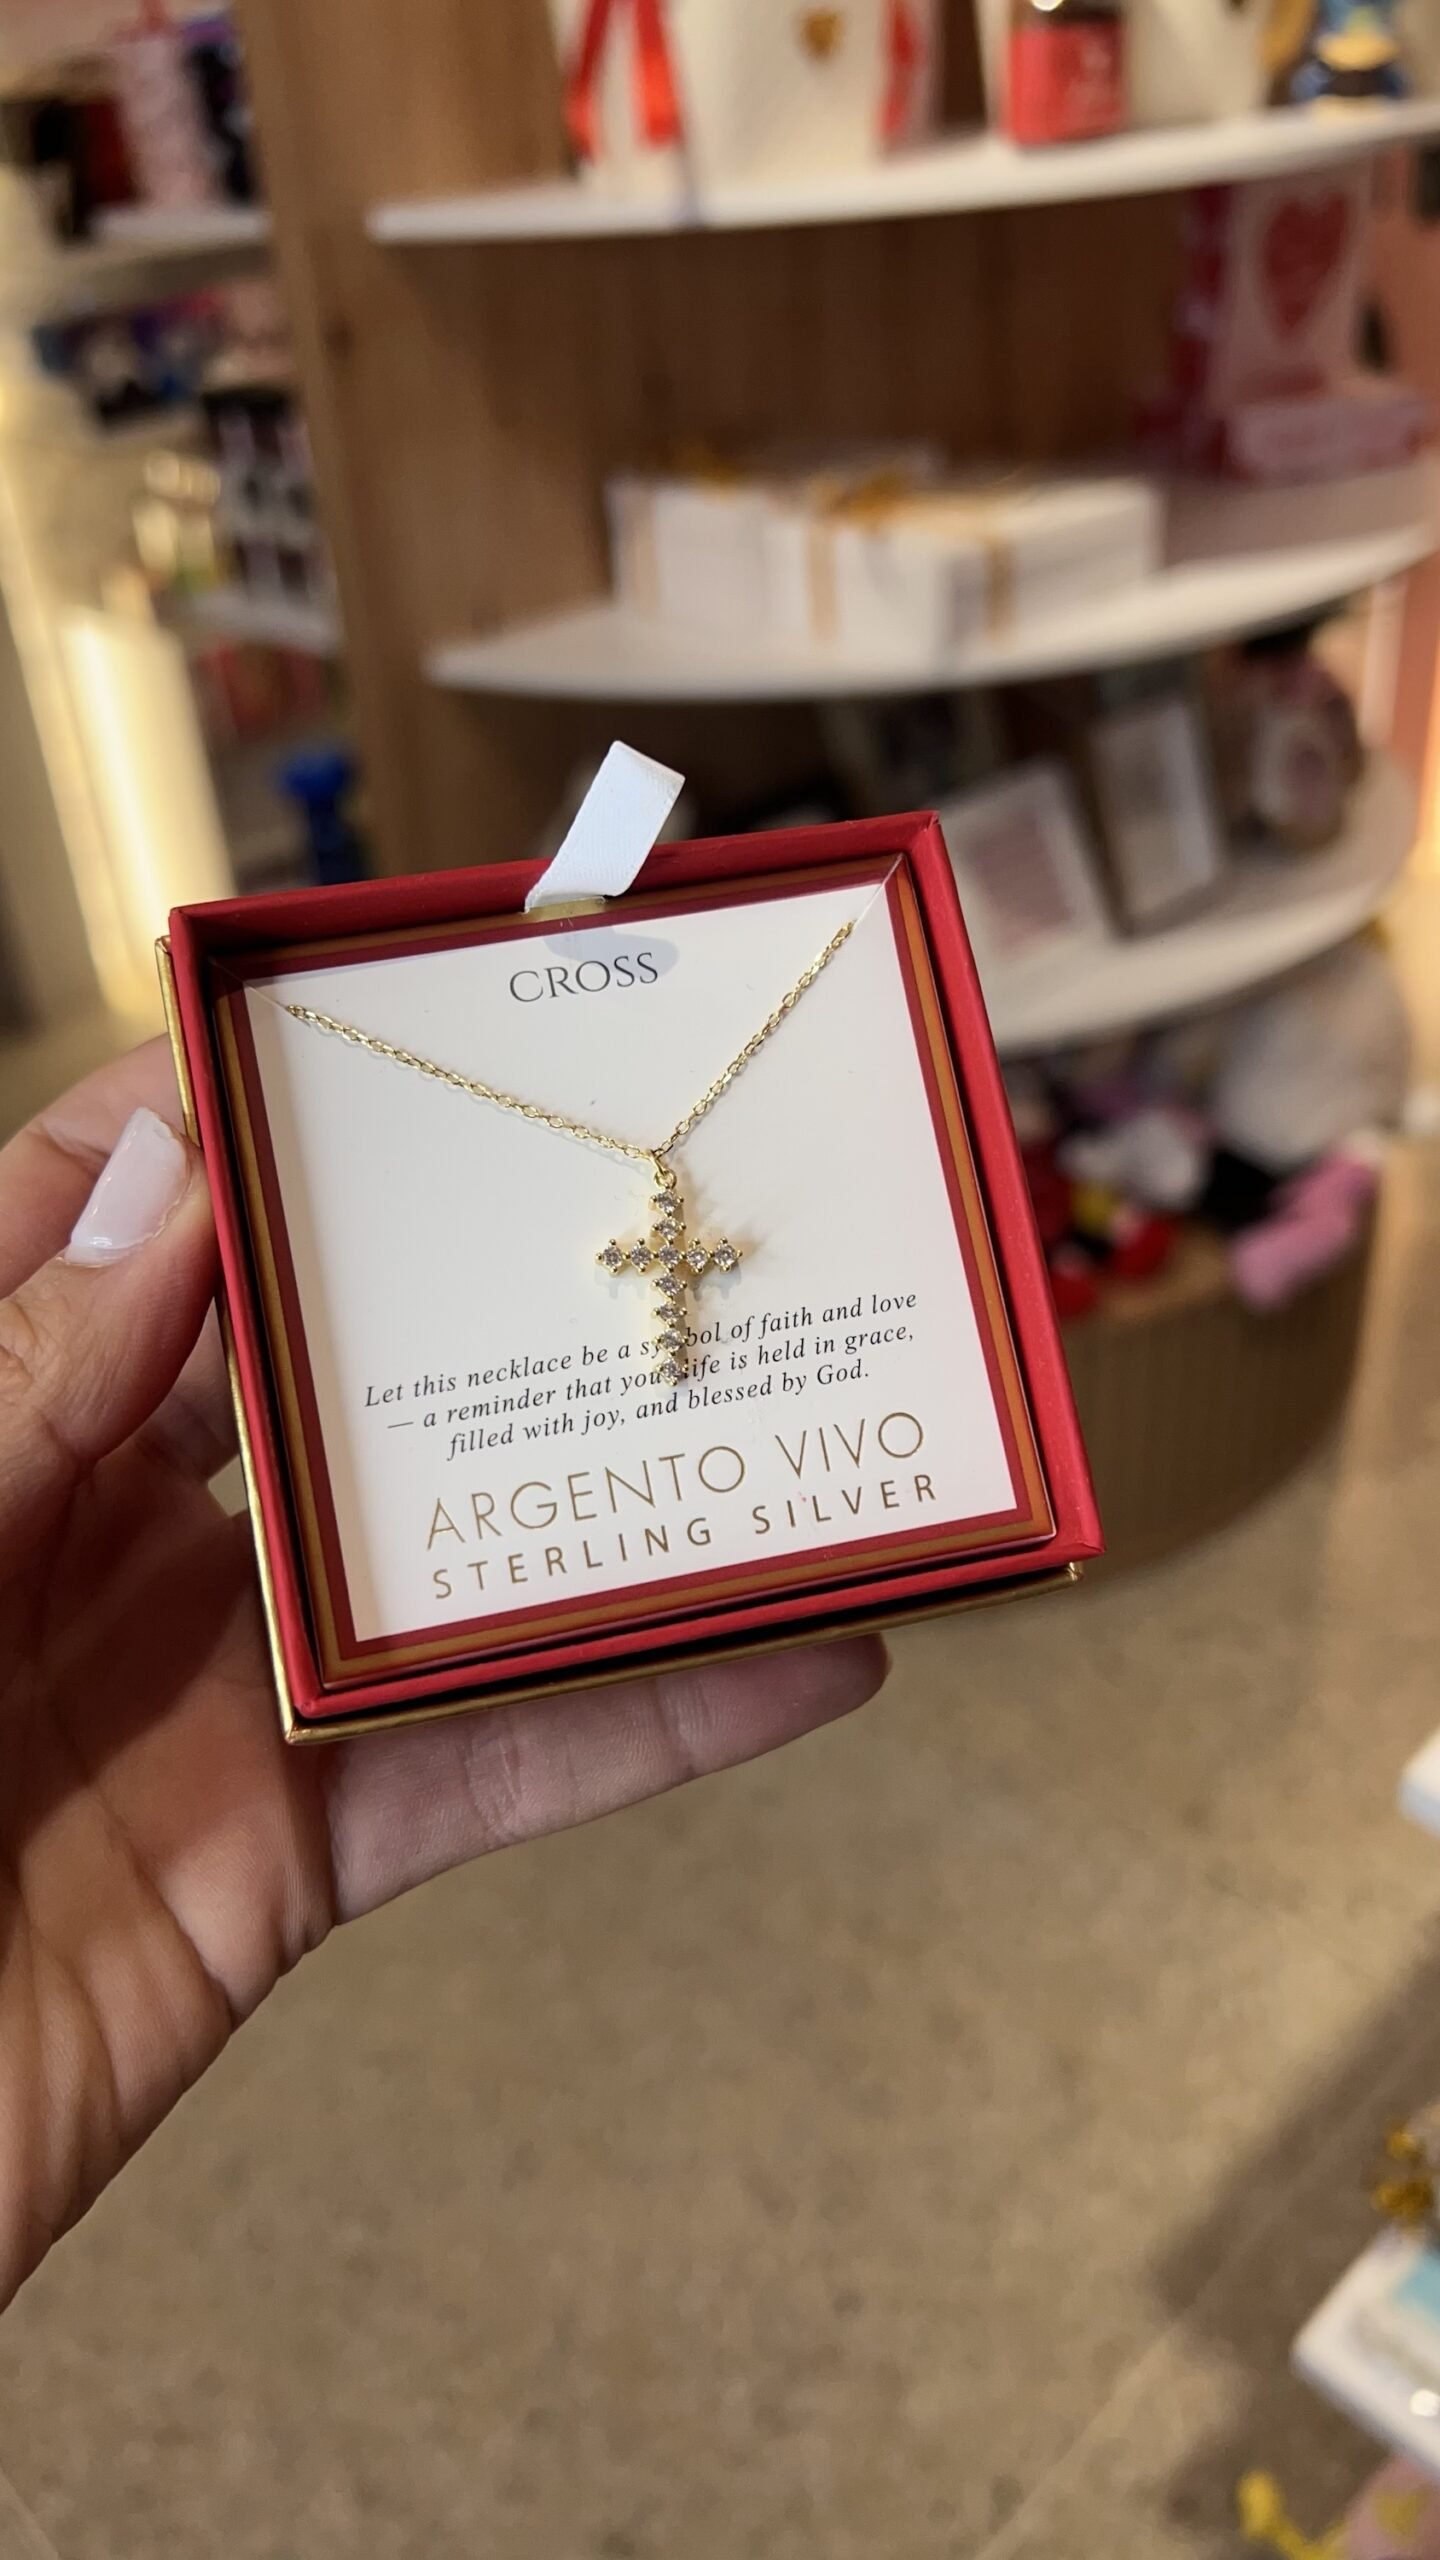 CROSS
Let this necklace be a symbol of faith and love
— a reminder that your life is held in grace,
filled with joy, and blessed by God.
ARGENTO VIVO
STERLING SILVER